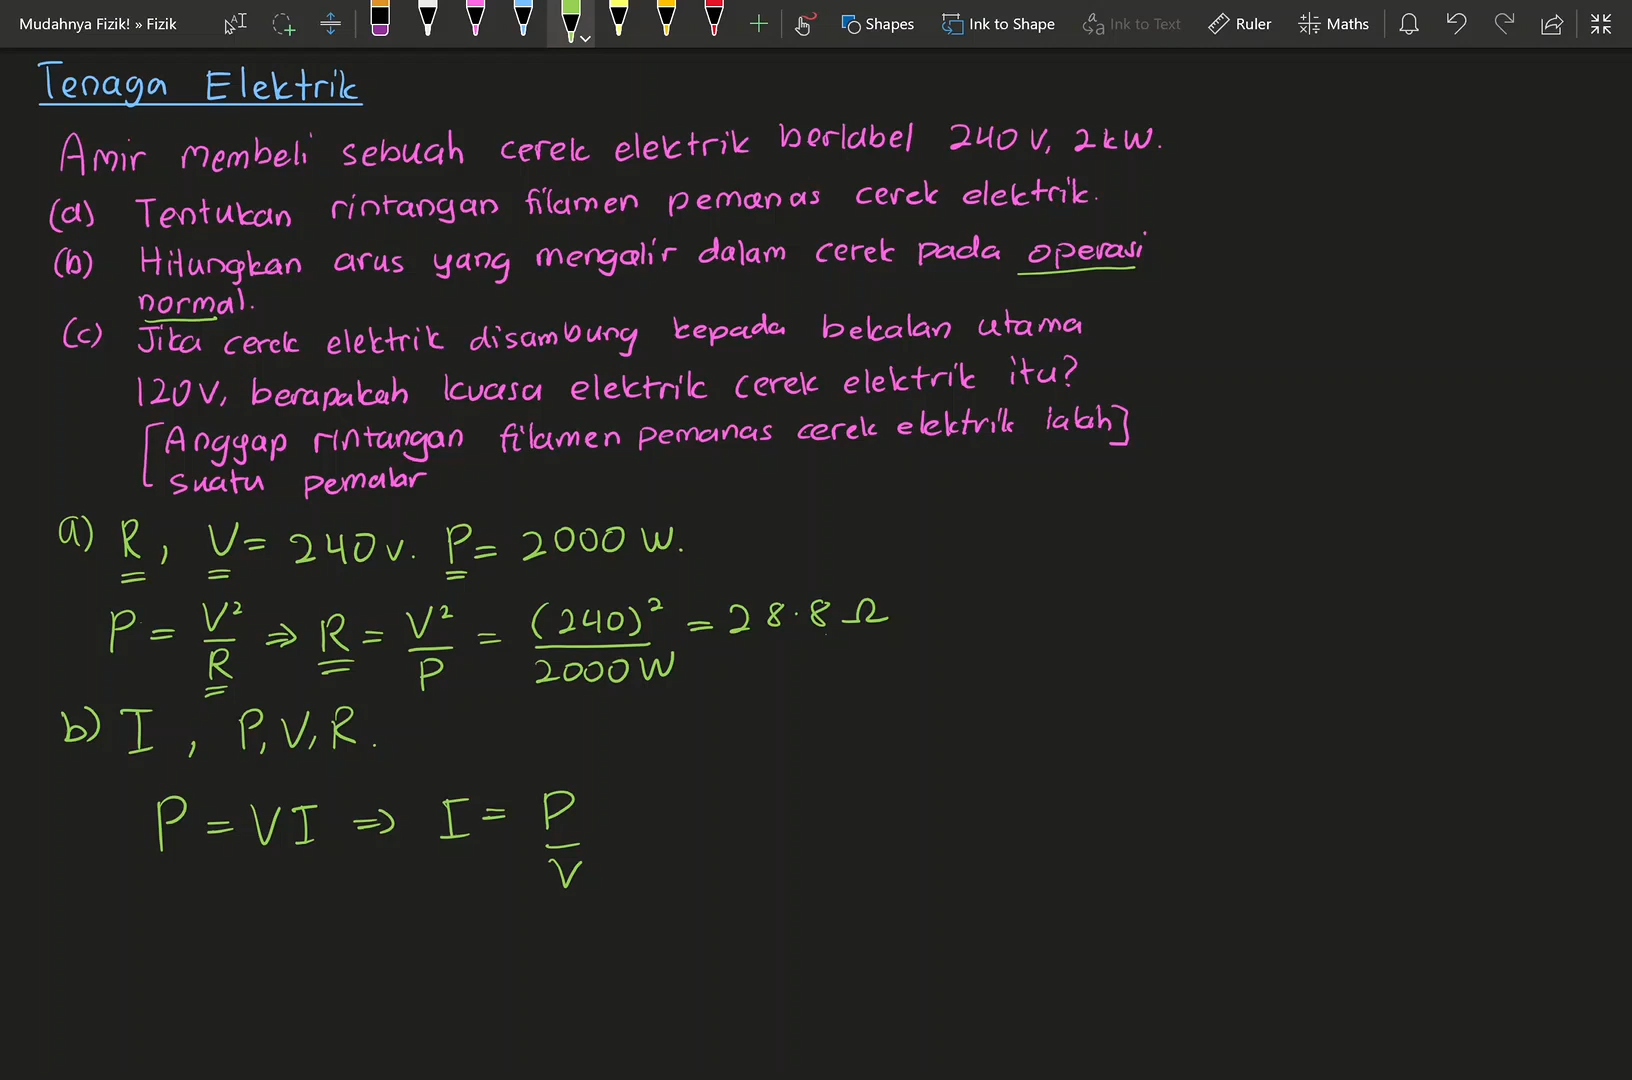 Mudahnya Fizik! » Fizik
Shapes
Ink to Shape
Ink to Text
Ruler
Maths
Tenaga Elektrik
Amir membeli sebuah cerek elektrik berlabel 240 V, 2 kW.
(a) Tentukan rintangan filamen pemanas cerek elektrik.
(b) Hitungkan arus yang mengalir dalam cerek pada operasi
normal.
(c) Jika cerek elektrik disambung kepada bekalan utama
120 V, berapakah kuasa elektrik cerek elektrik itu?
[Anggap rintangan filamen pemanas cerek elektrik ialah]
suatu pemalar
a) R, V = 240 V. P = 2000 W.
P = V²/R ⇒ R = V²/P = (240)²/2000 W = 28.8 Ω
b) I, P, V, R.
P = VI ⇒ I = P/V